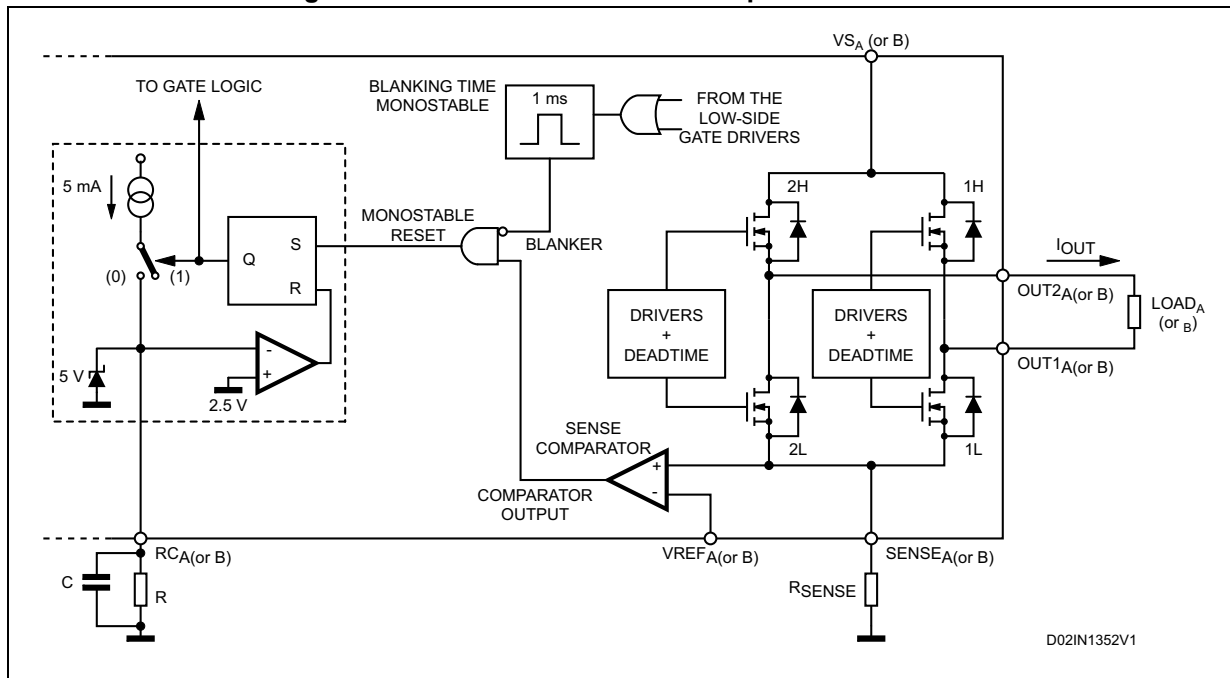 VSA (or B)
TO GATE LOGIC
BLANKING TIME
MONOSTABLE
1 ms
FROM THE
LOW-SIDE
GATE DRIVERS
5 mA
2H
1H
MONOSTABLE
RESET
S
Q
BLANKER
IOUT
(0)
(1)
R
OUT2A(or B)
DRIVERS
+
DEADTIME
DRIVERS
+
DEADTIME
LOADA
(or B)
-
+
5 V
2.5 V
OUT1A(or B)
SENSE
COMPARATOR
2L
1L
+
-
COMPARATOR
OUTPUT
RCA(or B)
VREFA(or B)
SENSEA(or B)
C
R
RSENSE
D02IN1352V1